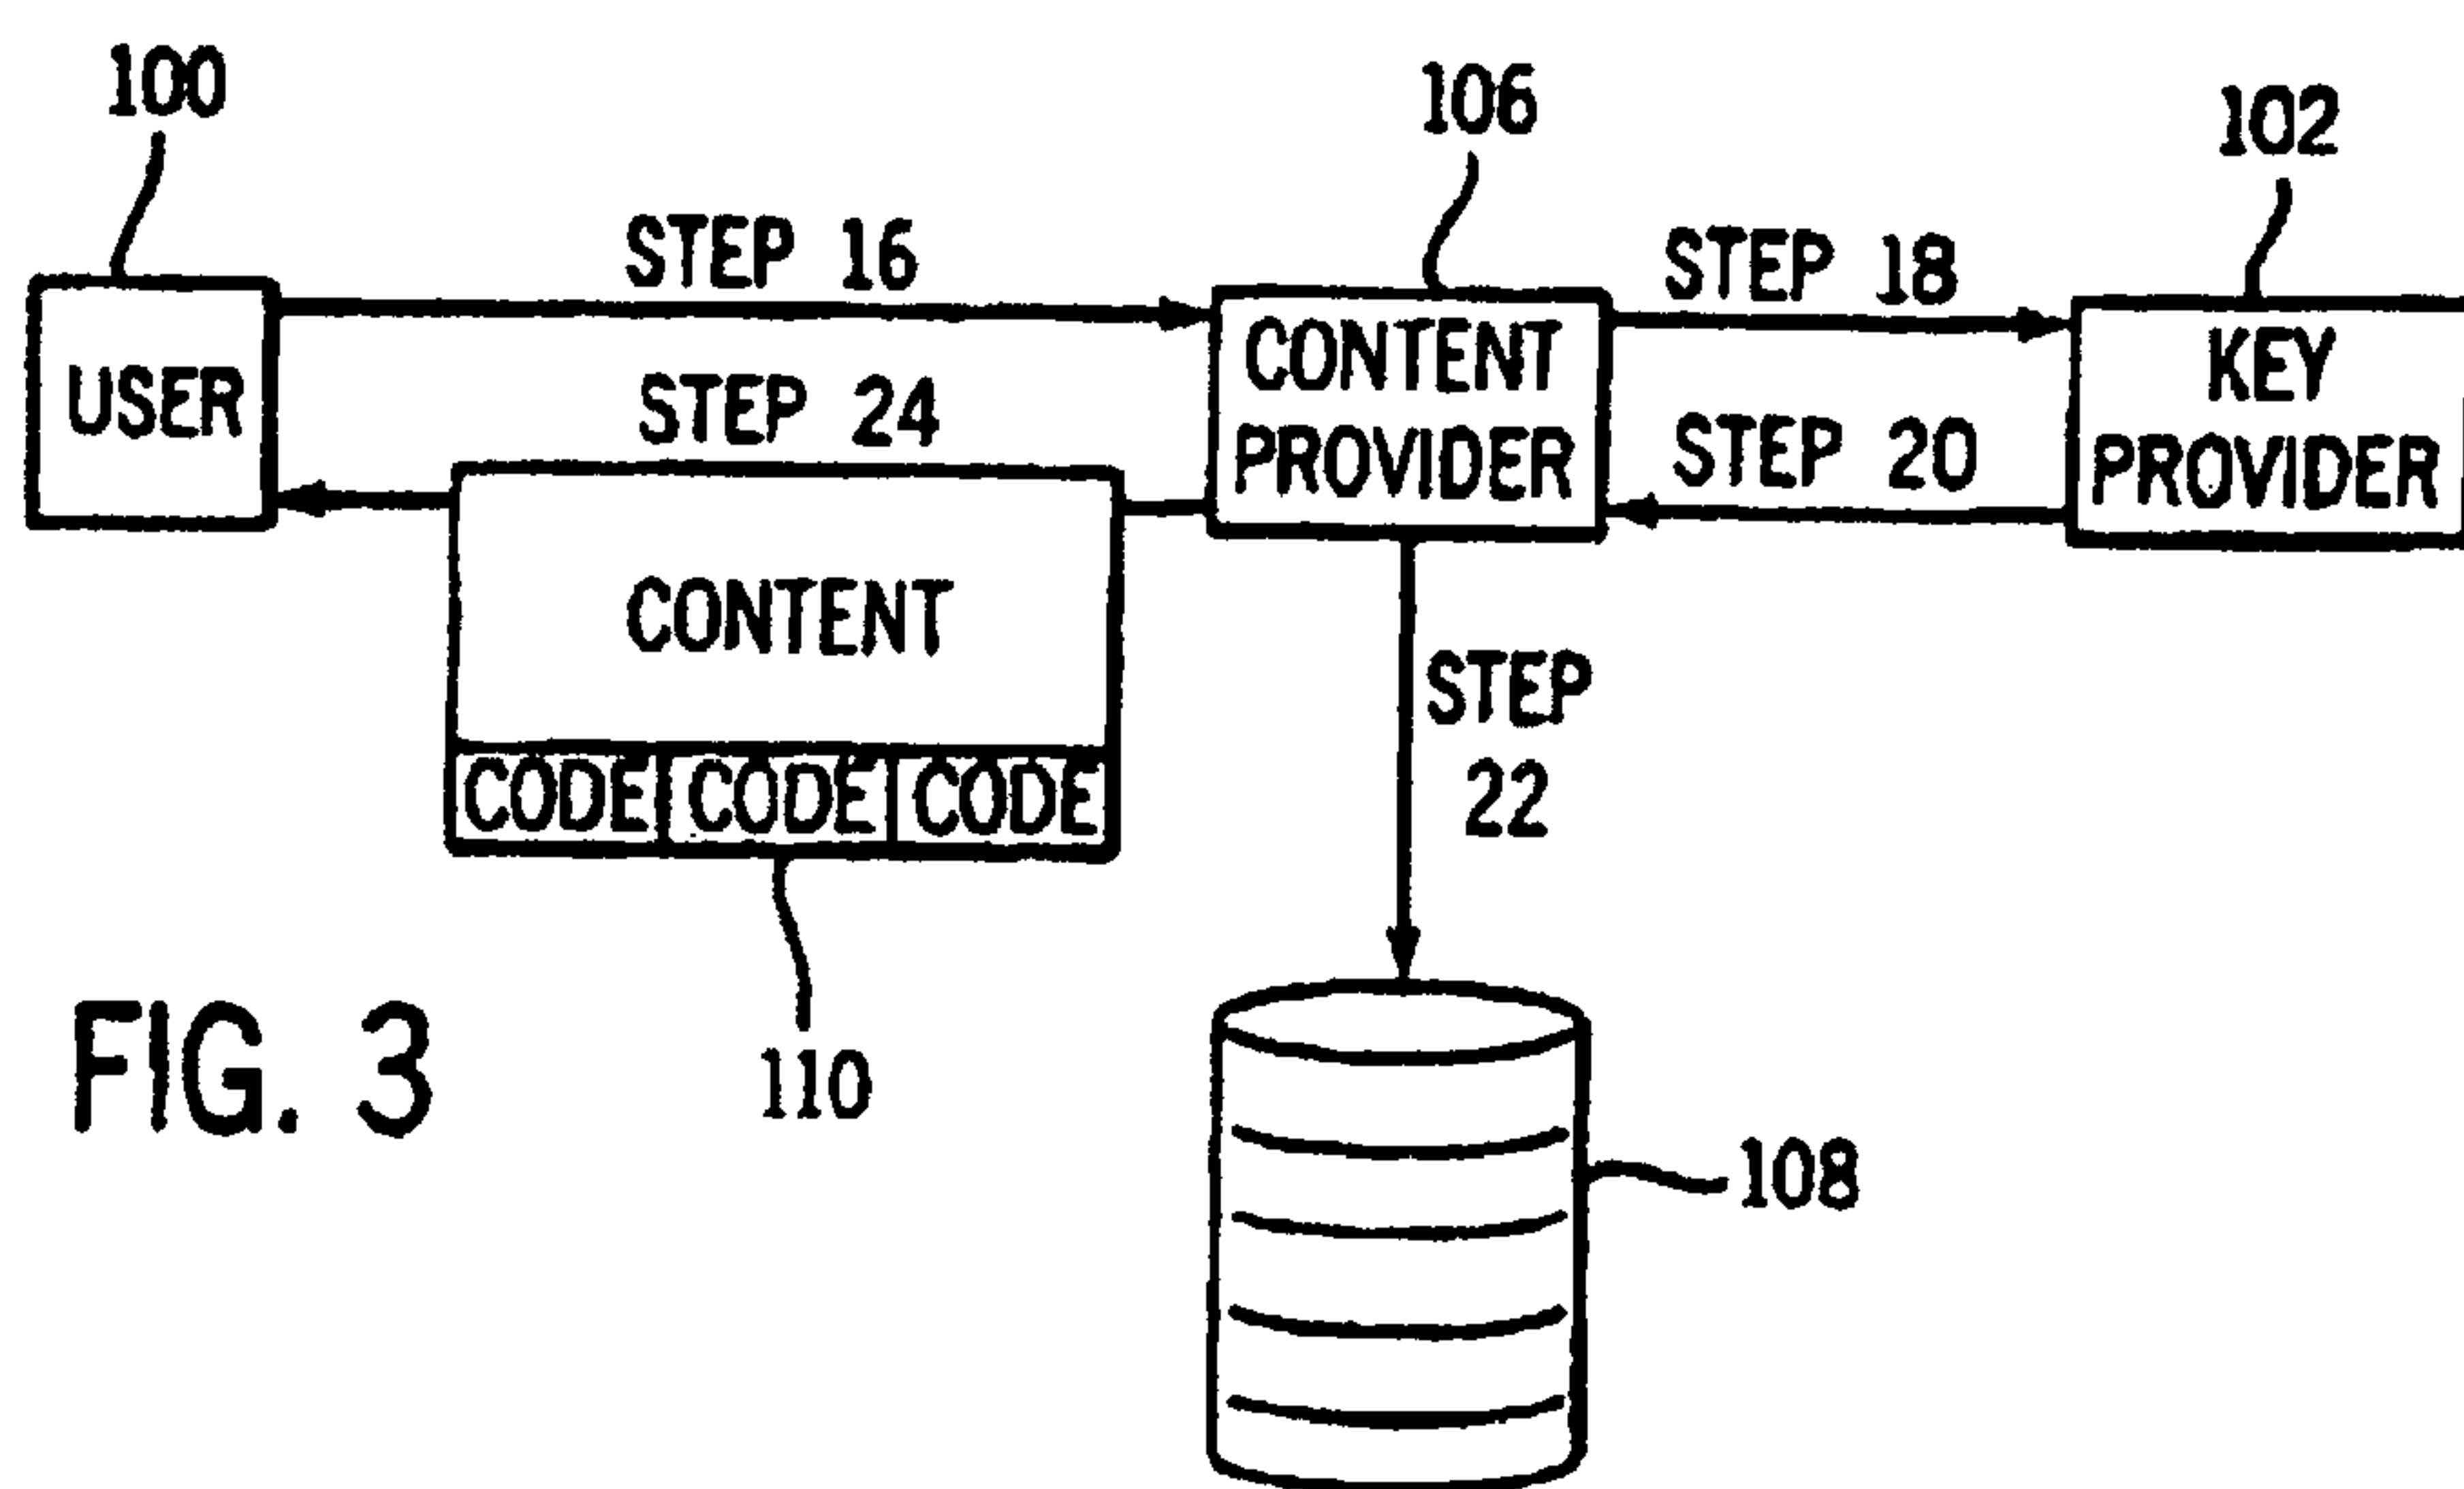 100
106
102
STEP 16
STEP 18
USER
STEP 24
CONTENT
PROVIDER
STEP 20
KEY
PROVIDER
CONTENT
CODE CODE CODE
STEP
22
110
108
FIG. 3